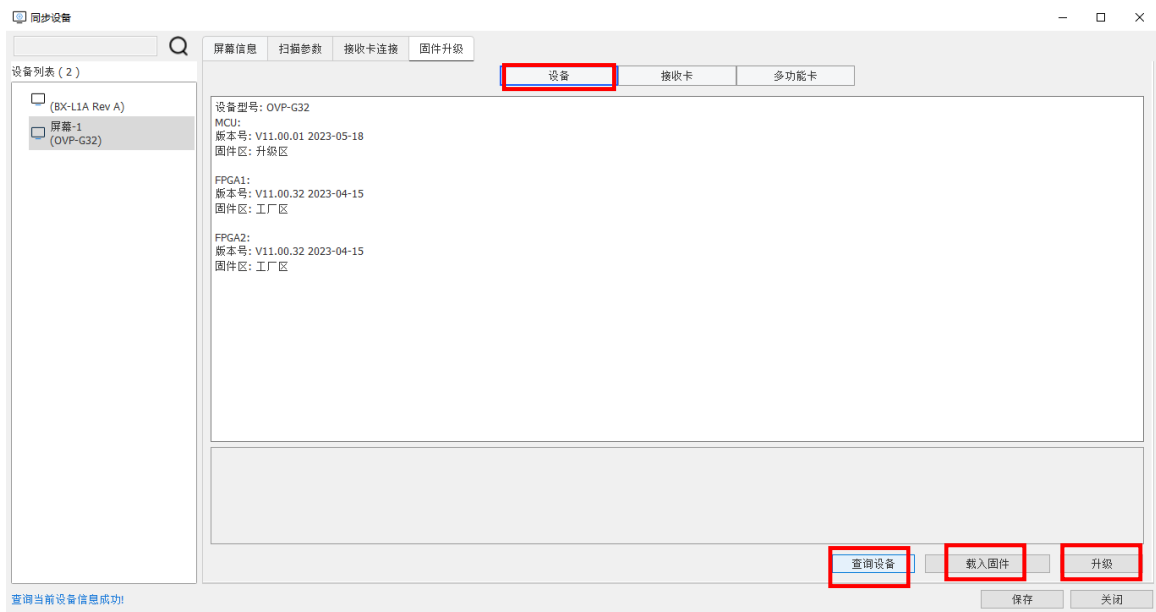 同步设备
设备列表 ( 2 )
(BX-L1A Rev A)
屏幕-1
(OVP-G32)
屏幕信息 扫描参数 接收卡连接 固件升级
设备 接收卡 多功能卡
设备型号: OVP-G32
MCU:
版本号: V11.00.01 2023-05-18
固件区: 升级区
FPGA1:
版本号: V11.00.32 2023-04-15
固件区: 工厂区
FPGA2:
版本号: V11.00.32 2023-04-15
固件区: 工厂区
查询设备 载入固件 升级
查询当前设备信息成功!
保存 关闭